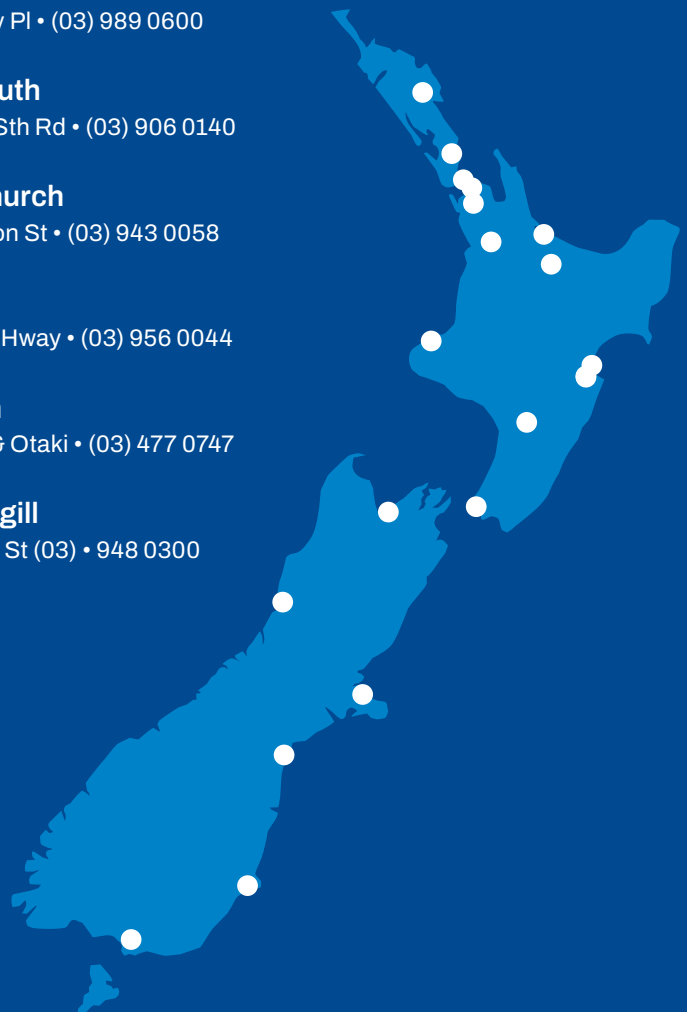 y Pl • (03) 989 0600
uth
Sth Rd • (03) 906 0140
urch
on St • (03) 943 0058
Hway • (03) 956 0044
Otaki • (03) 477 0747
gill
St (03) • 948 0300